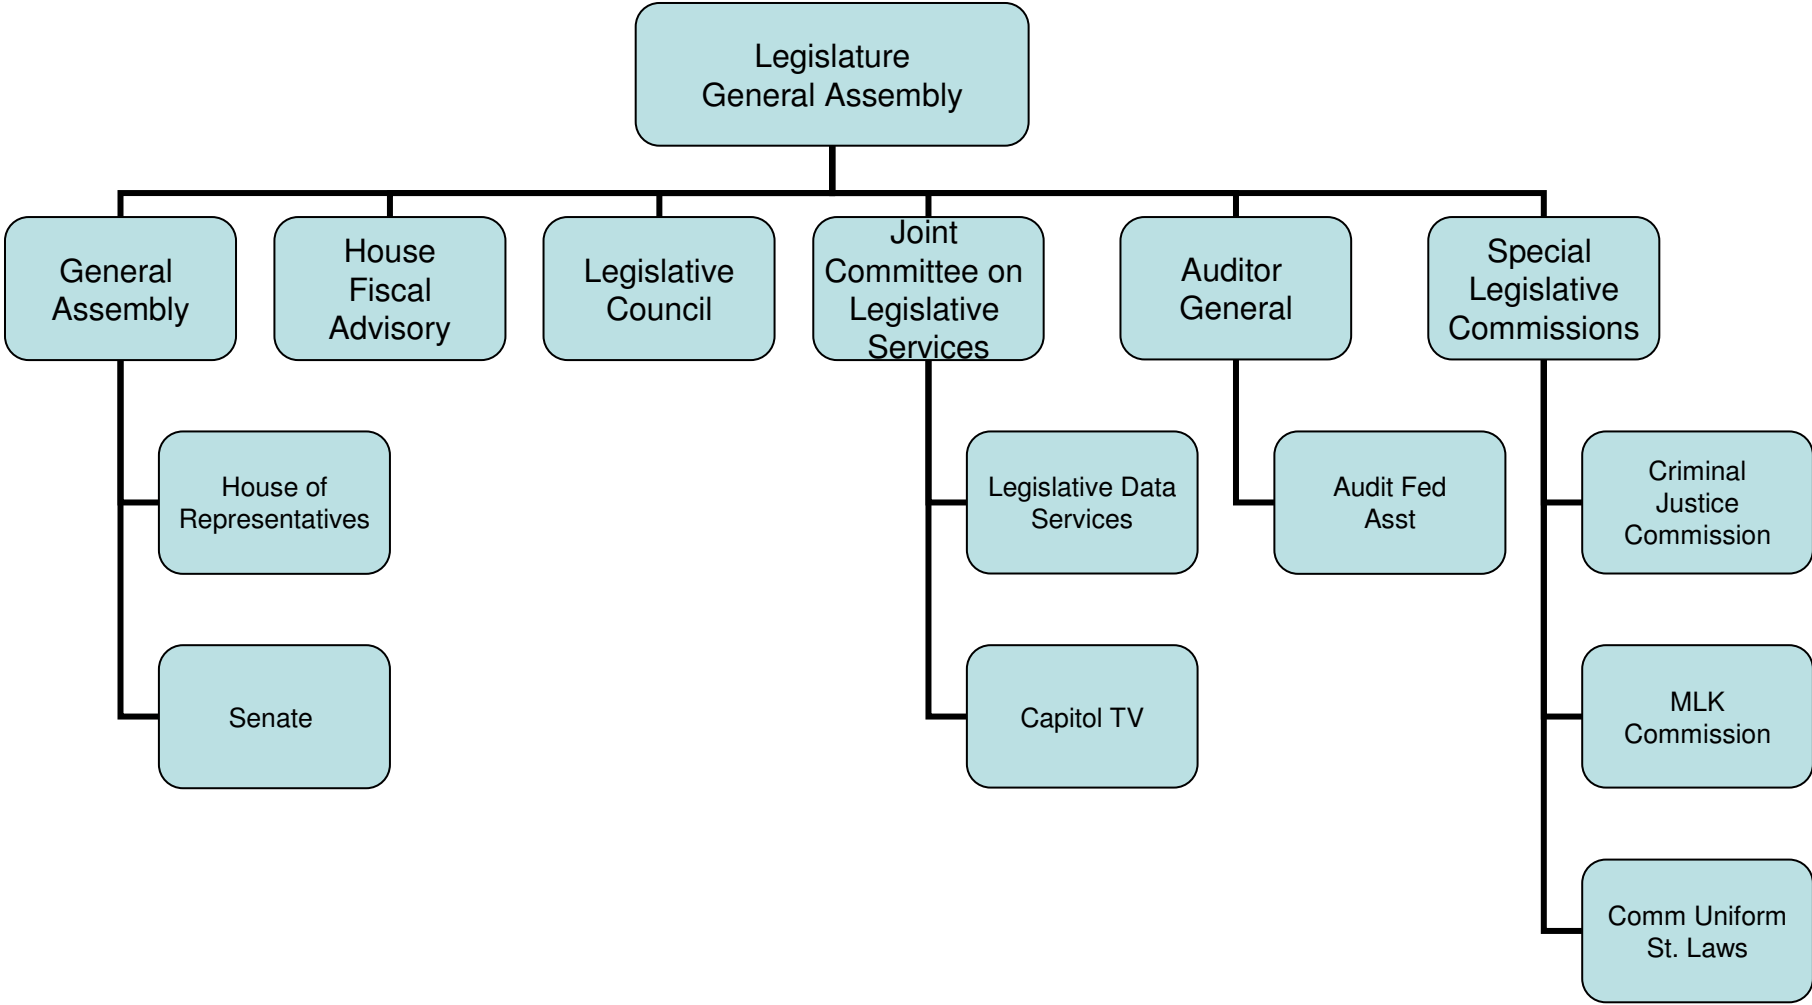 Legislature
General Assembly
General
Assembly
House
Fiscal
Advisory
Legislative
Council
Joint
Committee on
Legislative
Services
Auditor
General
Special
Legislative
Commissions
House of
Representatives
Legislative Data
Services
Audit Fed
Asst
Criminal
Justice
Commission
Senate
Capitol TV
MLK
Commission
Comm Uniform
St. Laws